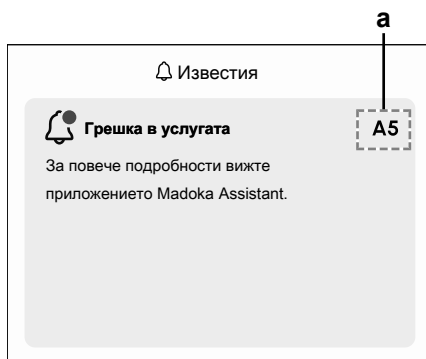 a
Известия
Грешка в услугата
A5
За повече подробности вижте
приложението Madoka Assistant.